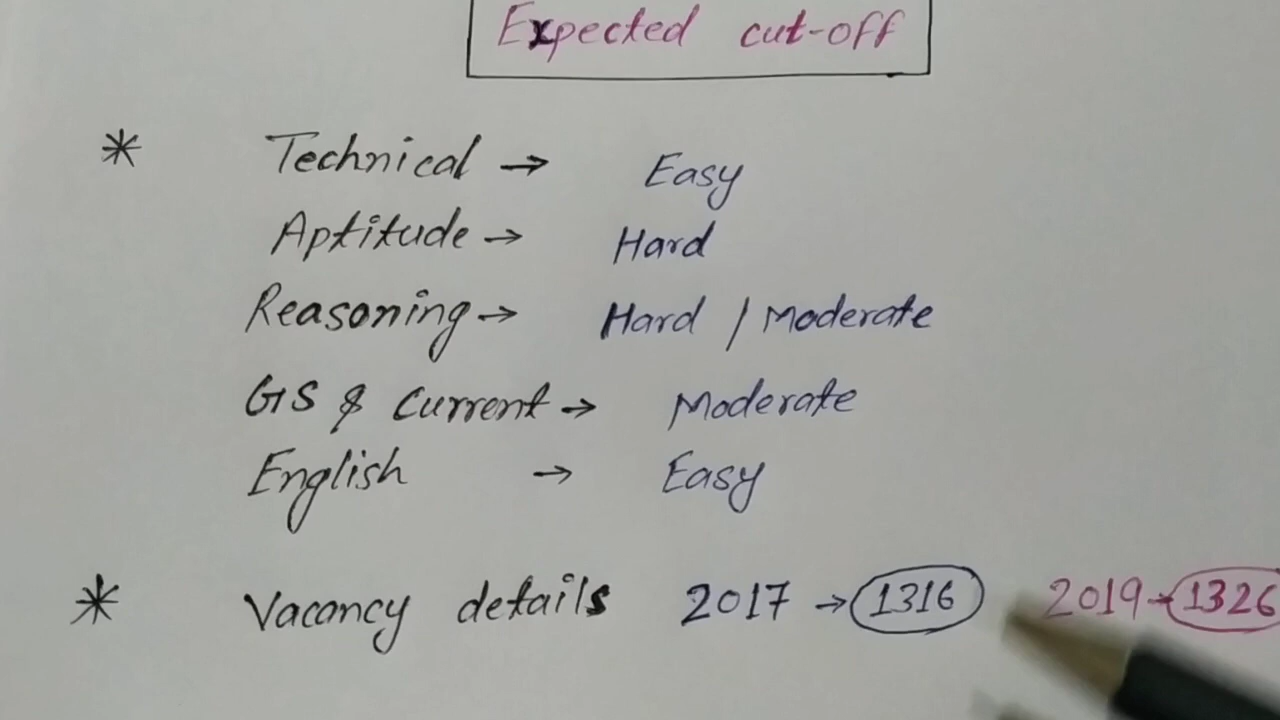 Expected cut-off
* Technical → Easy
Aptitude → Hard
Reasoning → Hard / Moderate
GS & Current → Moderate
English → Easy
* Vacancy details 2017 → 1316 2019 → 1326